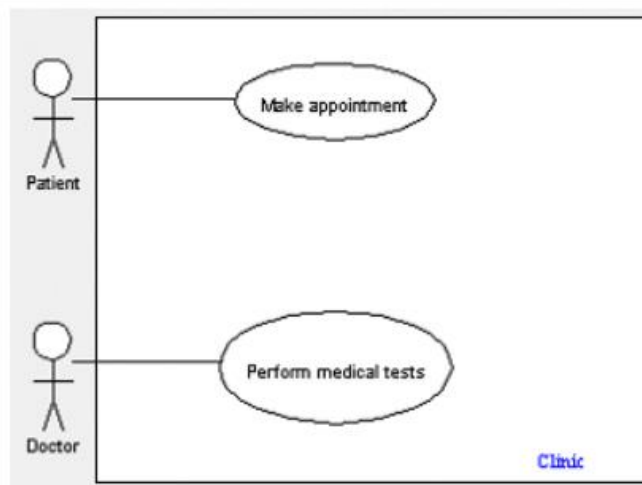 Make appointment
Patient
Perform medical tests
Doctor
Clinic